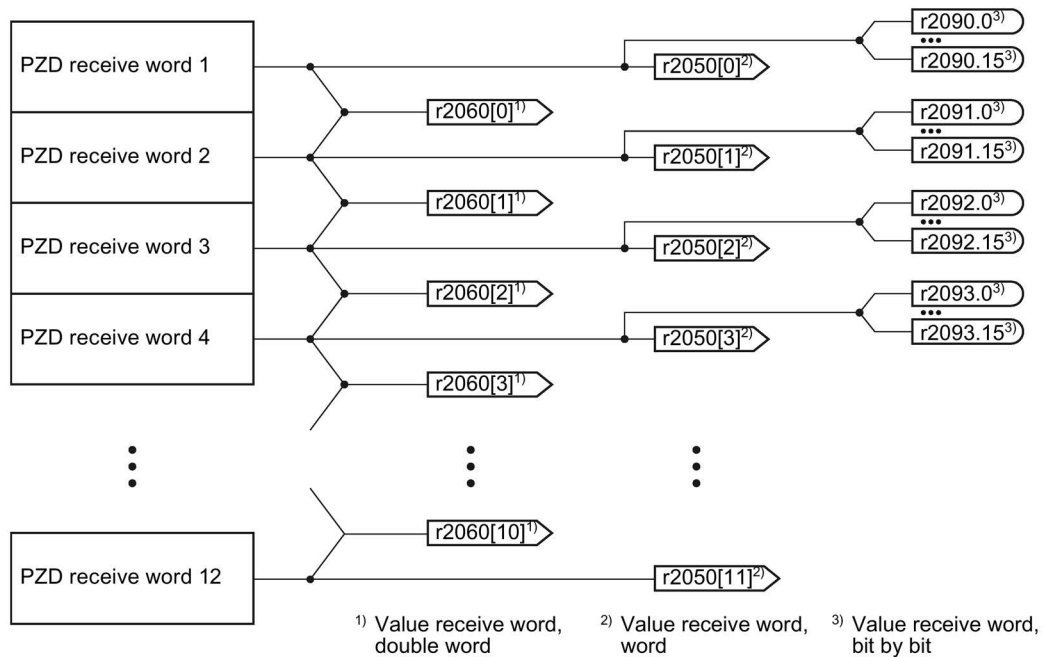 r2090.0³⁾
PZD receive word 1
r2050[0]²⁾
r2090.15³⁾
r2060[0]¹⁾
r2091.0³⁾
PZD receive word 2
r2050[1]²⁾
r2091.15³⁾
r2060[1]¹⁾
r2092.0³⁾
PZD receive word 3
r2050[2]²⁾
r2092.15³⁾
r2060[2]¹⁾
r2093.0³⁾
PZD receive word 4
r2050[3]²⁾
r2093.15³⁾
r2060[3]¹⁾
r2060[10]¹⁾
PZD receive word 12
r2050[11]²⁾
¹⁾ Value receive word,
double word
²⁾ Value receive word,
word
³⁾ Value receive word,
bit by bit